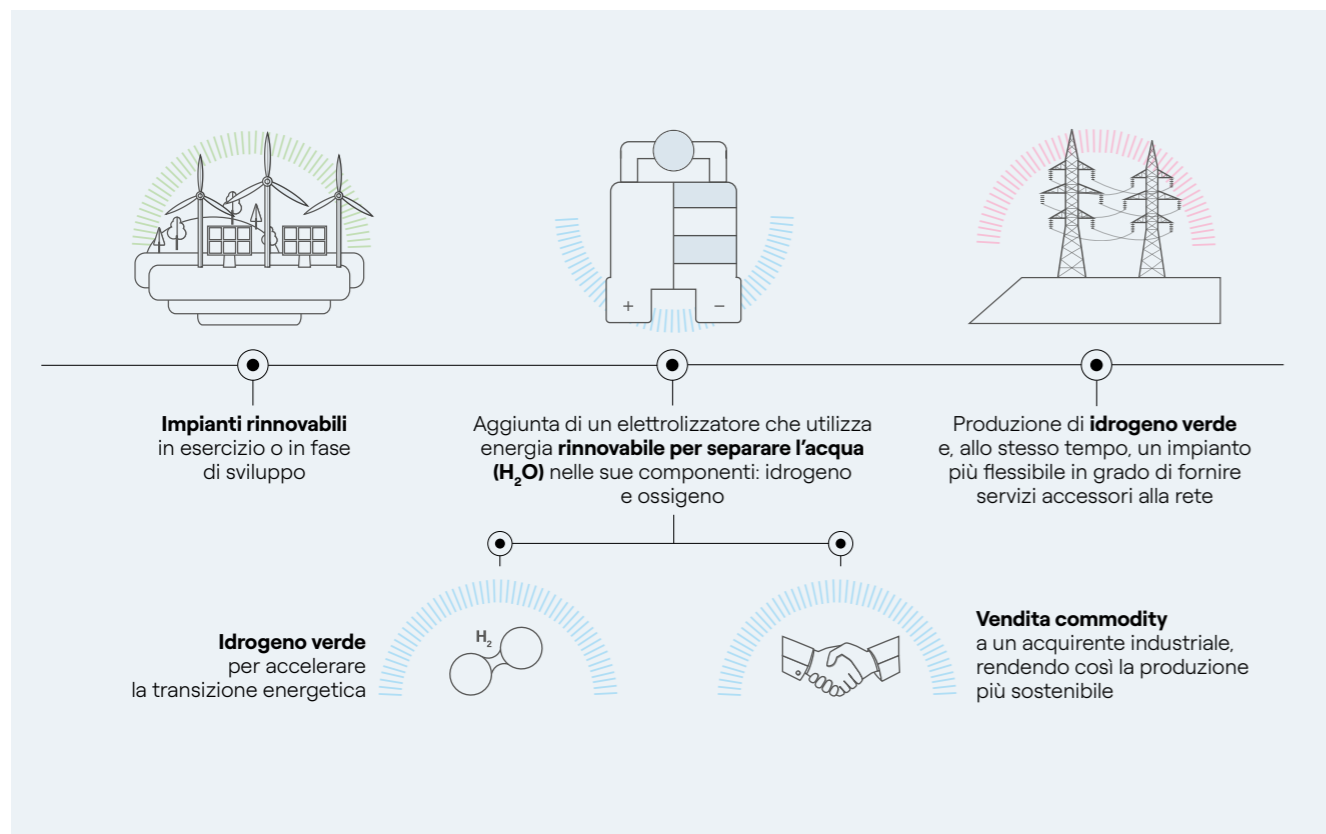 Impianti rinnovabili
in esercizio o in fase
di sviluppo
Aggiunta di un elettrolizzatore che utilizza
energia rinnovabile per separare l’acqua
(H₂O) nelle sue componenti: idrogeno
e ossigeno
Produzione di idrogeno verde
e, allo stesso tempo, un impianto
più flessibile in grado di fornire
servizi accessori alla rete
+ −
Idrogeno verde
per accelerare
la transizione energetica
H₂
Vendita commodity
a un acquirente industriale,
rendendo così la produzione
più sostenibile